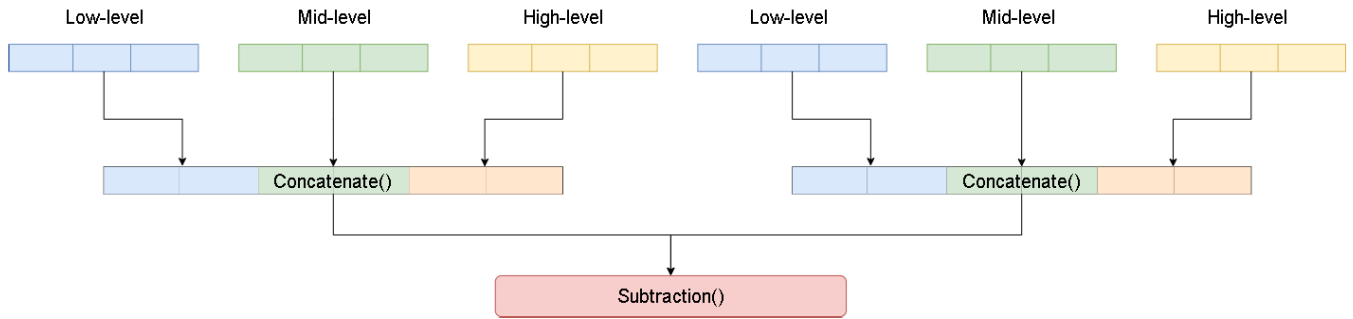 Low-level
Mid-level
High-level
Low-level
Mid-level
High-level
Concatenate()
Concatenate()
Subtraction()